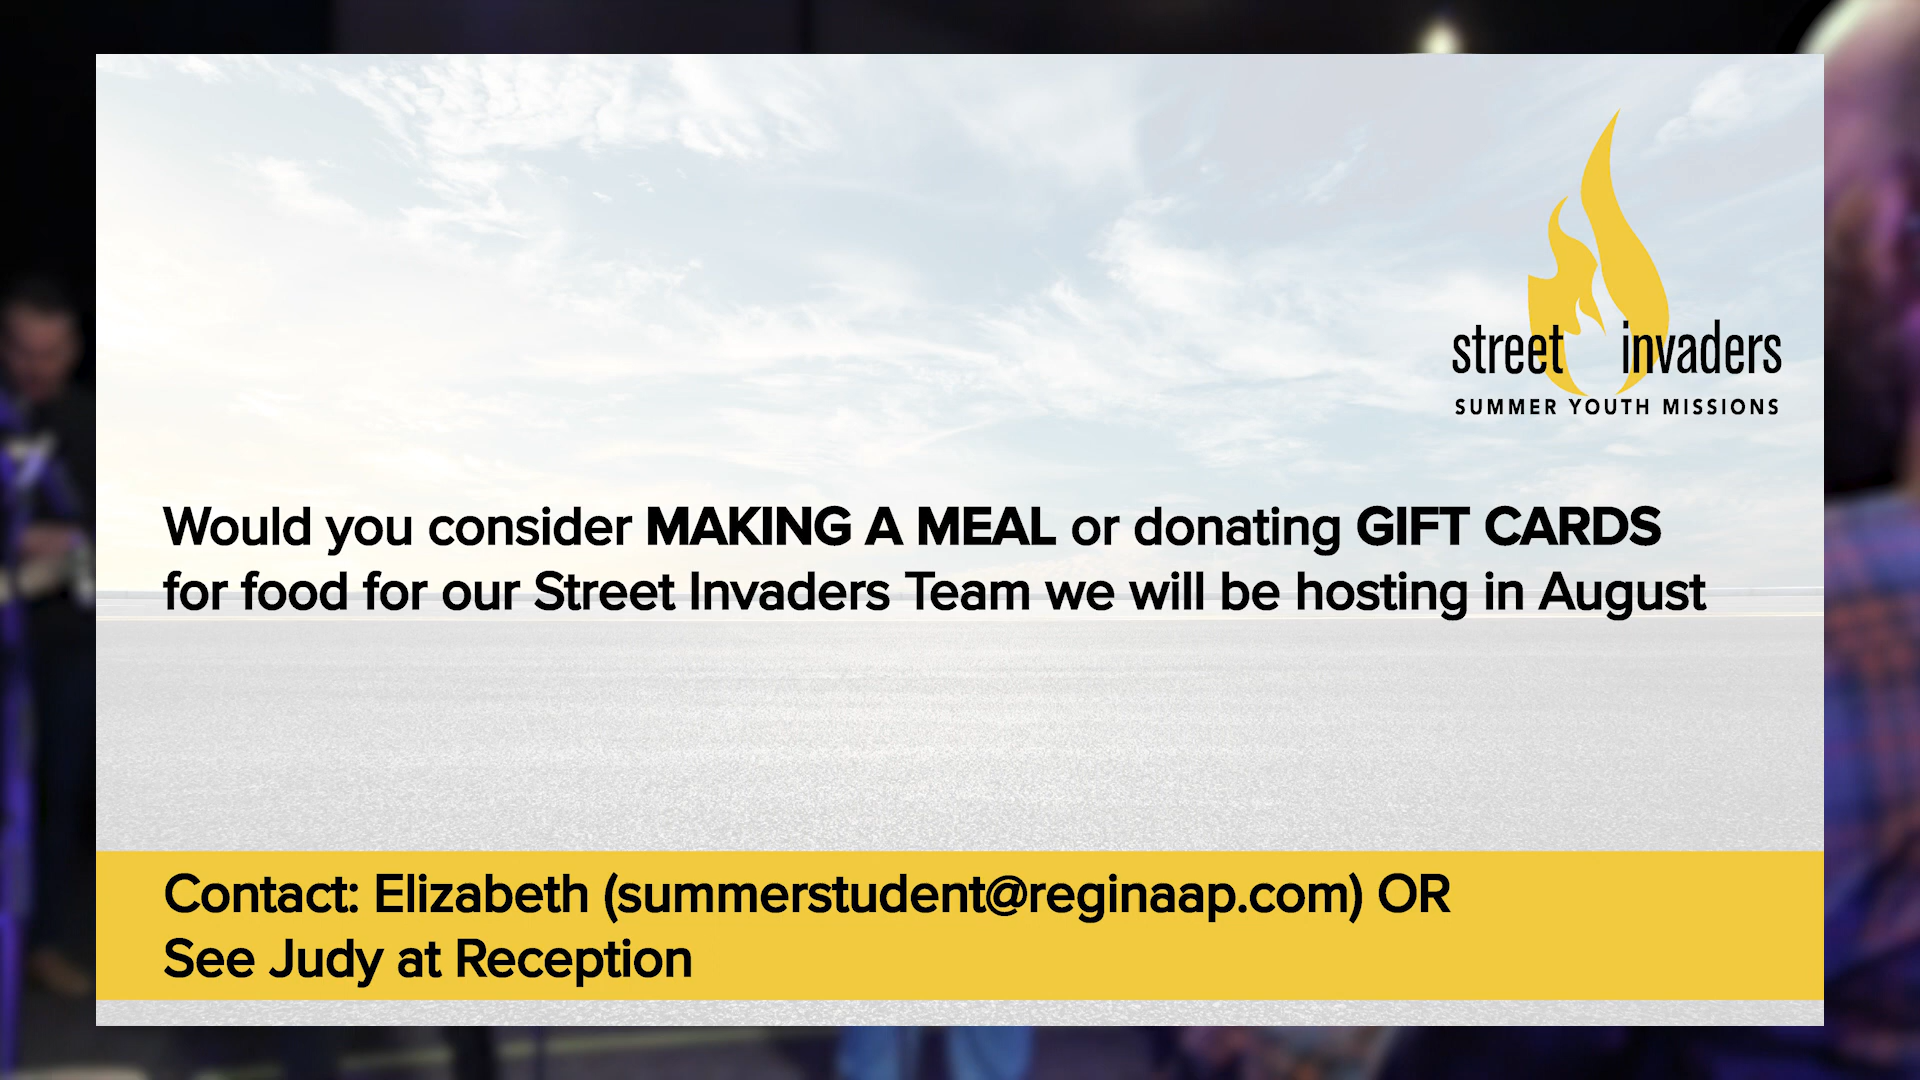 street invaders
SUMMER YOUTH MISSIONS
Would you consider MAKING A MEAL or donating GIFT CARDS
for food for our Street Invaders Team we will be hosting in August
Contact: Elizabeth (summerstudent@reginaap.com) OR
See Judy at Reception